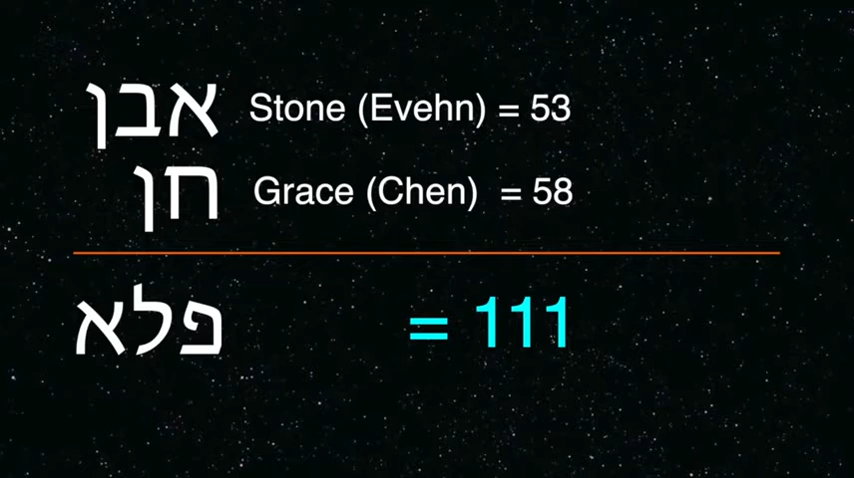 אבן Stone (Evehn) = 53
חן Grace (Chen) = 58
פלא = 111